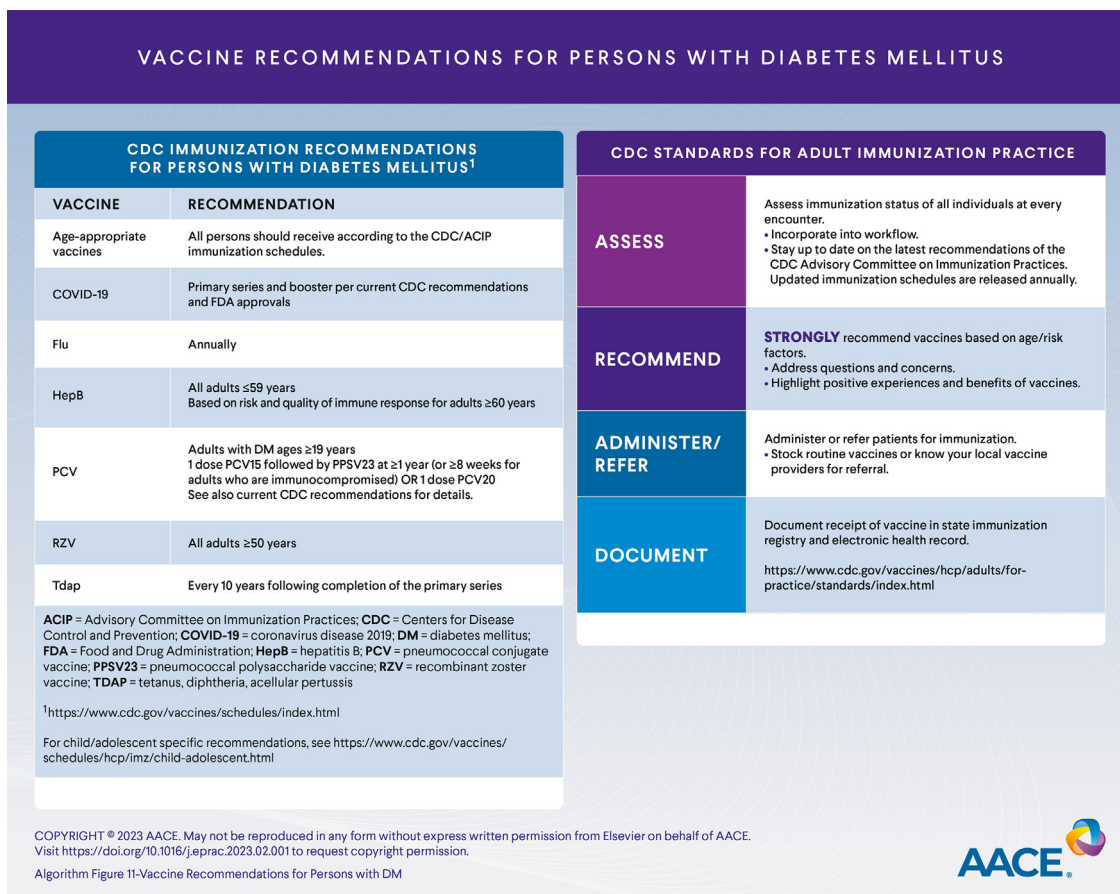 VACCINE RECOMMENDATIONS FOR PERSONS WITH DIABETES MELLITUS
CDC IMMUNIZATION RECOMMENDATIONS
FOR PERSONS WITH DIABETES MELLITUS¹
VACCINE RECOMMENDATION
Age-appropriate
vaccines
All persons should receive according to the CDC/ACIP
immunization schedules.
COVID-19
Primary series and booster per current CDC recommendations
and FDA approvals
Flu
Annually
HepB
All adults ≤59 years
Based on risk and quality of immune response for adults ≥60 years
PCV
Adults with DM ages ≥19 years
1 dose PCV15 followed by PPSV23 at ≥1 year (or ≥8 weeks for
adults who are immunocompromised) OR 1 dose PCV20
See also current CDC recommendations for details.
RZV
All adults ≥50 years
Tdap
Every 10 years following completion of the primary series
ACIP = Advisory Committee on Immunization Practices; CDC = Centers for Disease
Control and Prevention; COVID-19 = coronavirus disease 2019; DM = diabetes mellitus;
FDA = Food and Drug Administration; HepB = hepatitis B; PCV = pneumococcal conjugate
vaccine; PPSV23 = pneumococcal polysaccharide vaccine; RZV = recombinant zoster
vaccine; TDAP = tetanus, diphtheria, acellular pertussis
¹https://www.cdc.gov/vaccines/schedules/index.html
For child/adolescent specific recommendations, see https://www.cdc.gov/vaccines/
schedules/hcp/imz/child-adolescent.html
CDC STANDARDS FOR ADULT IMMUNIZATION PRACTICE
ASSESS
Assess immunization status of all individuals at every
encounter.
• Incorporate into workflow.
• Stay up to date on the latest recommendations of the
CDC Advisory Committee on Immunization Practices.
Updated immunization schedules are released annually.
RECOMMEND
STRONGLY recommend vaccines based on age/risk
factors.
• Address questions and concerns.
• Highlight positive experiences and benefits of vaccines.
ADMINISTER/
REFER
Administer or refer patients for immunization.
• Stock routine vaccines or know your local vaccine
providers for referral.
DOCUMENT
Document receipt of vaccine in state immunization
registry and electronic health record.
https://www.cdc.gov/vaccines/hcp/adults/for-
practice/standards/index.html
COPYRIGHT © 2023 AACE. May not be reproduced in any form without express written permission from Elsevier on behalf of AACE.
Visit https://doi.org/10.1016/j.eprac.2023.02.001 to request copyright permission.
Algorithm Figure 11-Vaccine Recommendations for Persons with DM
AACE®